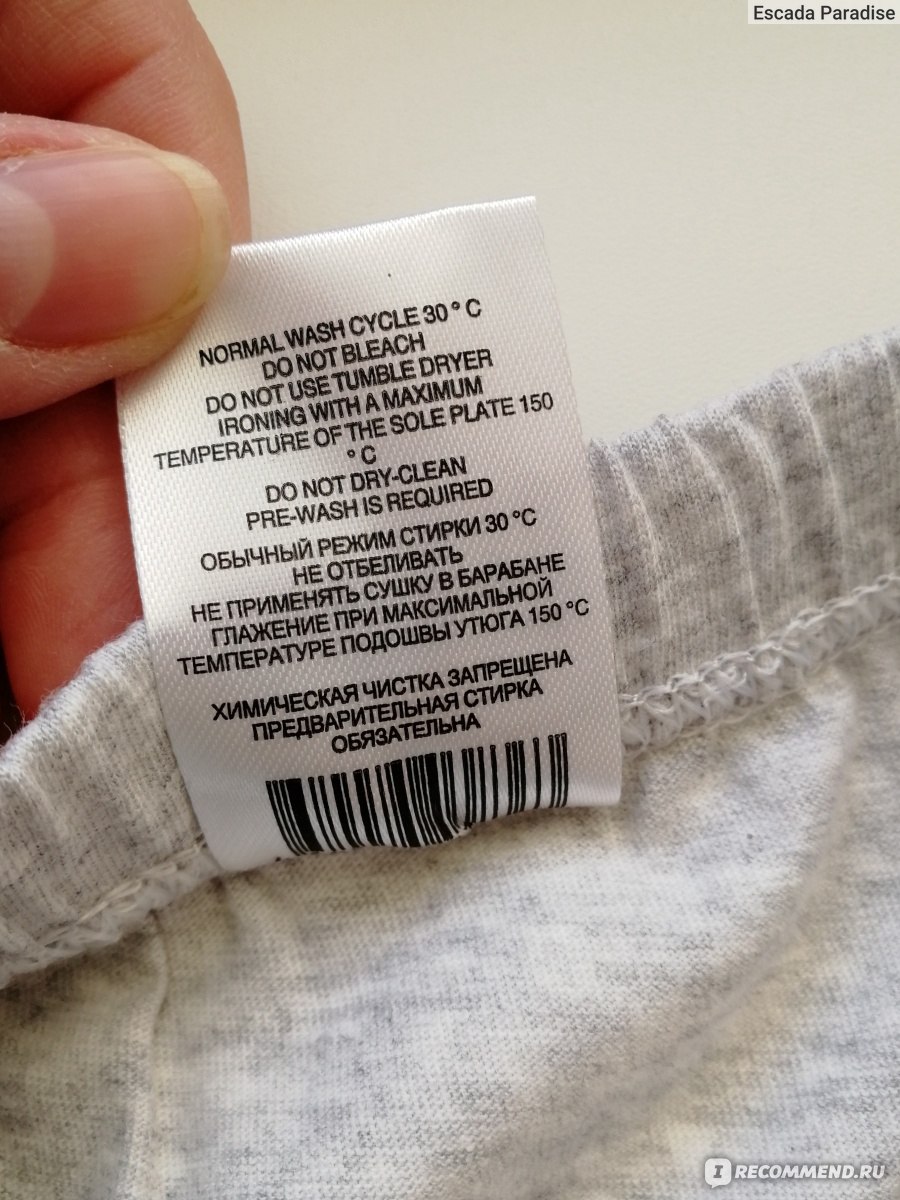 Escada Paradise
NORMAL WASH CYCLE 30 ° C
DO NOT BLEACH
DO NOT USE TUMBLE DRYER
IRONING WITH A MAXIMUM
TEMPERATURE OF THE SOLE PLATE 150
° C
DO NOT DRY-CLEAN
PRE-WASH IS REQUIRED
ОБЫЧНЫЙ РЕЖИМ СТИРКИ 30 °C
НЕ ОТБЕЛИВАТЬ
НЕ ПРИМЕНЯТЬ СУШКУ В БАРАБАНЕ
ГЛАЖЕНИЕ ПРИ МАКСИМАЛЬНОЙ
ТЕМПЕРАТУРЕ ПОДОШВЫ УТЮГА 150 °C
ХИМИЧЕСКАЯ ЧИСТКА ЗАПРЕЩЕНА
ПРЕДВАРИТЕЛЬНАЯ СТИРКА
ОБЯЗАТЕЛЬНА
IRECOMMEND.RU